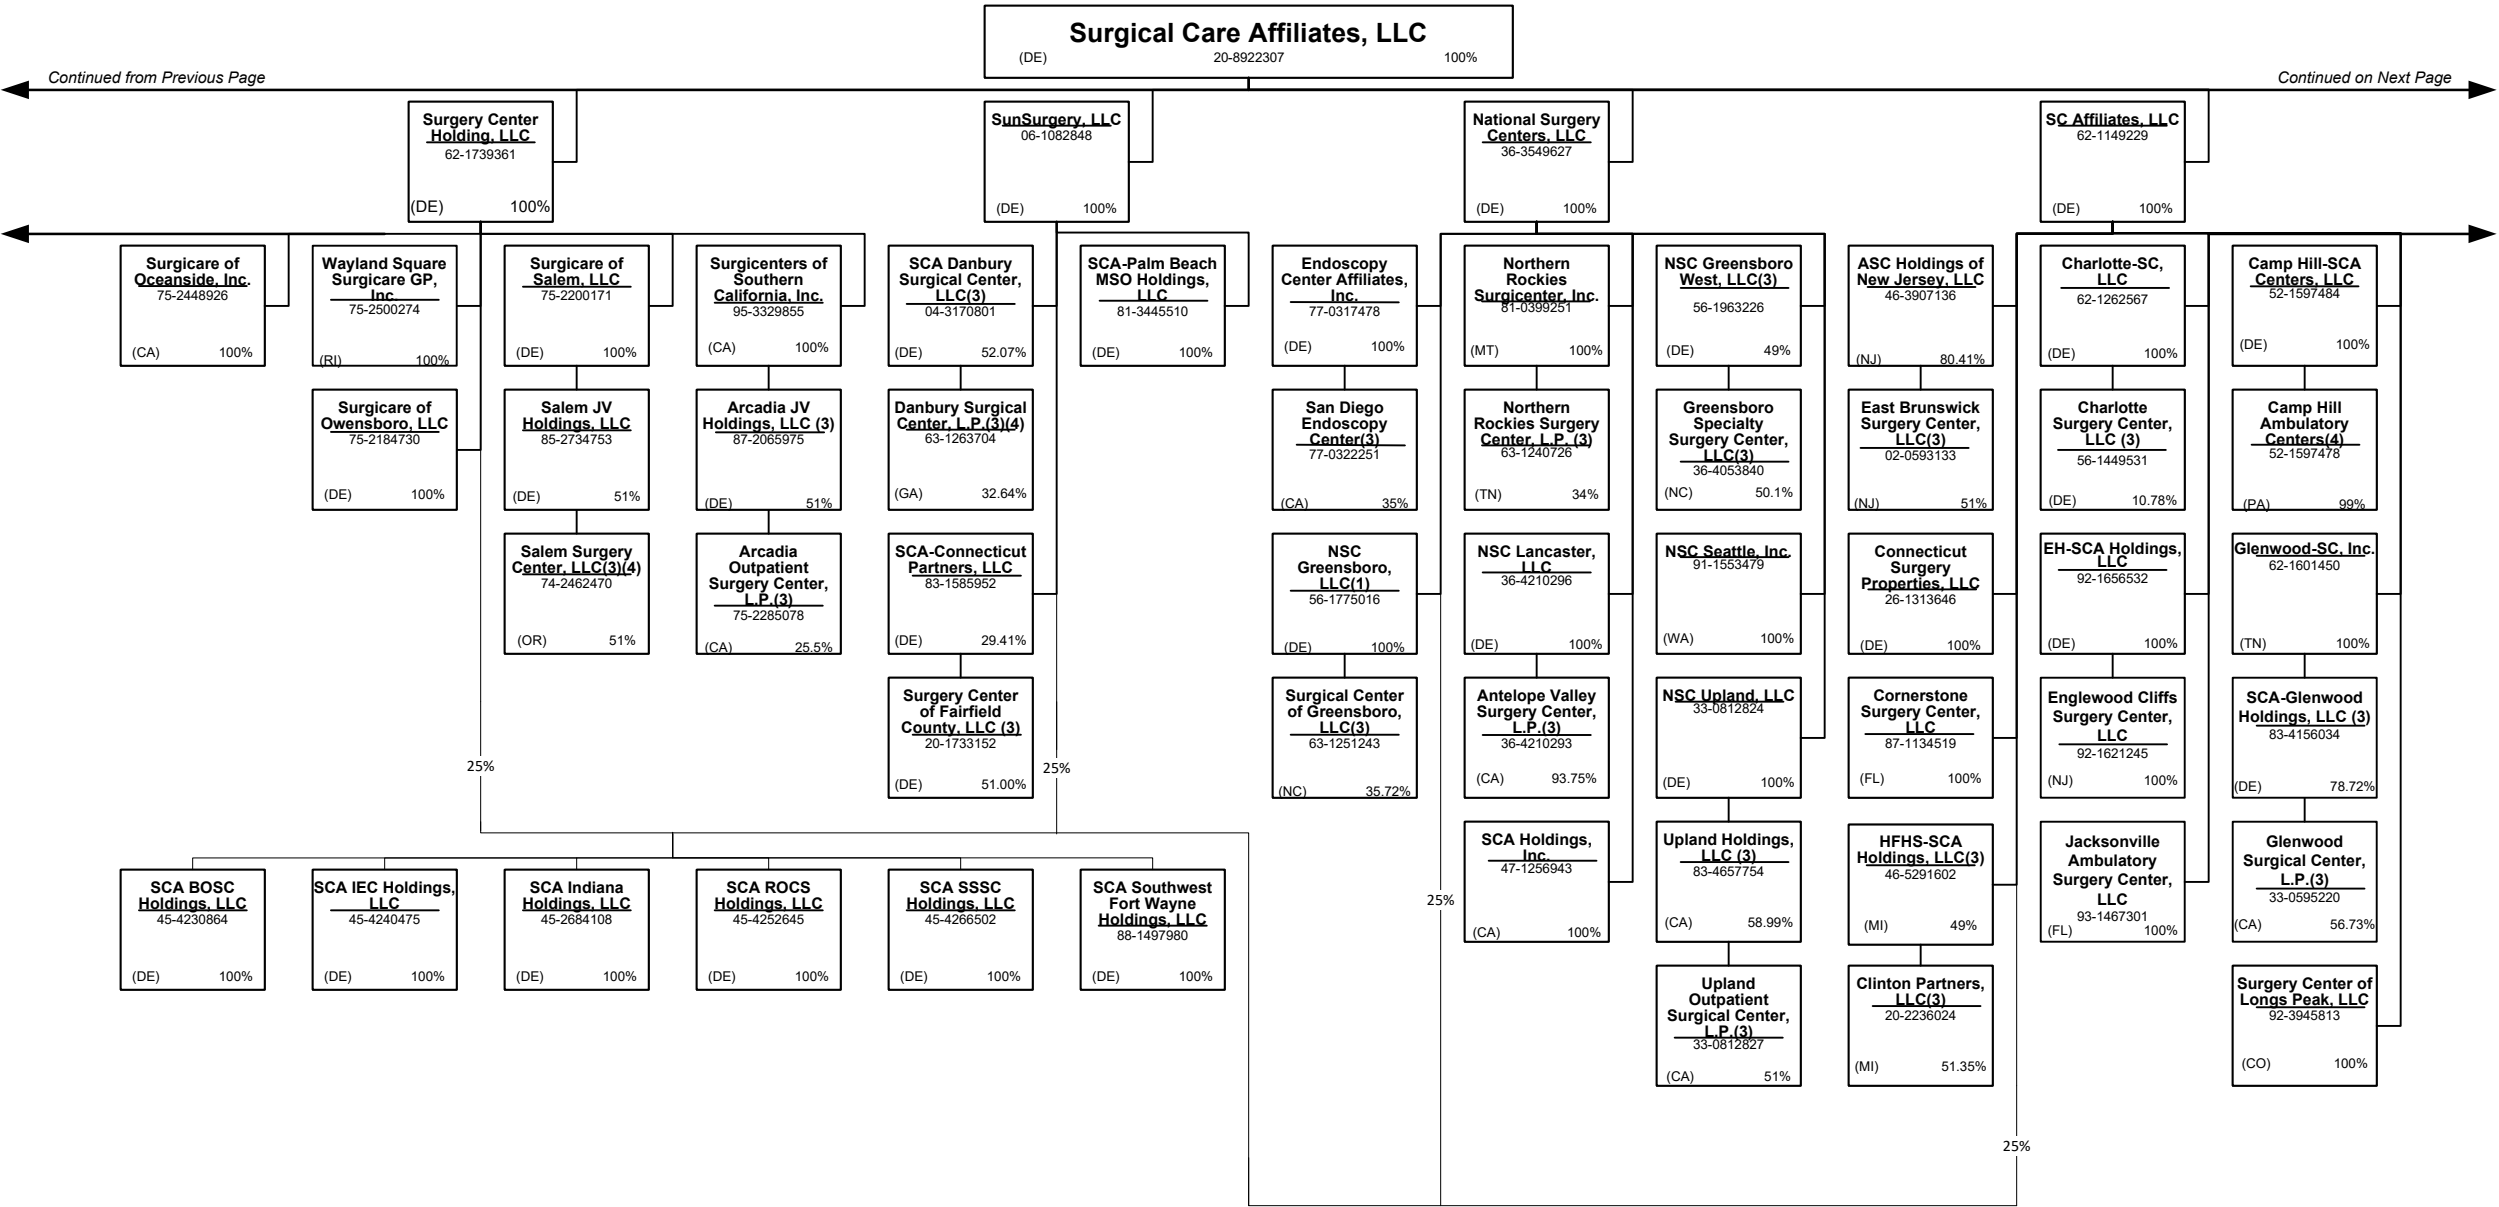 Surgical Care Affiliates, LLC
(DE) 20-8922307 100%
Continued from Previous Page
Continued on Next Page
Surgery Center
Holding, LLC
62-1739361
(DE) 100%
SunSurgery, LLC
06-1082848
(DE) 100%
National Surgery
Centers, LLC
36-3549627
(DE) 100%
SC Affiliates, LLC
62-1149229
(DE) 100%
Surgicare of
Oceanside, Inc.
75-2448926
(CA) 100%
Wayland Square
Surgicare GP,
Inc.
75-2500274
(RI) 100%
Surgicare of
Salem, LLC
75-2200171
(DE) 100%
Surgicenters of
Southern
California, Inc.
95-3329855
(CA) 100%
SCA Danbury
Surgical Center,
LLC(3)
04-3170801
(DE) 52.07%
SCA-Palm Beach
MSO Holdings,
LLC
81-3445510
(DE) 100%
Endoscopy
Center Affiliates,
Inc.
77-0317478
(DE) 100%
Northern
Rockies
Surgicenter, Inc.
81-0399251
(MT) 100%
NSC Greensboro
West, LLC(3)
56-1963226
(DE) 49%
ASC Holdings of
New Jersey, LLC
46-3907136
(NJ) 80.41%
Charlotte-SC,
LLC
62-1262567
(DE) 100%
Camp Hill-SCA
Centers, LLC
52-1597484
(DE) 100%
Surgicare of
Owensboro, LLC
75-2184730
(DE) 100%
Salem JV
Holdings, LLC
85-2734753
(DE) 51%
Arcadia JV
Holdings, LLC (3)
87-2065975
(DE) 51%
Danbury Surgical
Center, L.P.(3)(4)
63-1263704
(GA) 32.64%
San Diego
Endoscopy
Center(3)
77-0322251
(CA) 35%
Northern
Rockies Surgery
Center, L.P. (3)
63-1240726
(TN) 34%
Greensboro
Specialty
Surgery Center,
LLC(3)
36-4053840
(NC) 50.1%
East Brunswick
Surgery Center,
LLC(3)
02-0593133
(NJ) 51%
Charlotte
Surgery Center,
LLC (3)
56-1449531
(DE) 10.78%
Camp Hill
Ambulatory
Centers(4)
52-1597478
(PA) 99%
Salem Surgery
Center, LLC(3)(4)
74-2462470
(OR) 51%
Arcadia
Outpatient
Surgery Center,
L.P.(3)
75-2285078
(CA) 25.5%
SCA-Connecticut
Partners, LLC
83-1585952
(DE) 29.41%
NSC
Greensboro,
LLC(1)
56-1775016
(DE) 100%
NSC Lancaster,
LLC
36-4210296
(DE) 100%
NSC Seattle, Inc.
91-1553479
(WA) 100%
Connecticut
Surgery
Properties, LLC
26-1313646
(DE) 100%
EH-SCA Holdings,
LLC
92-1656532
(DE) 100%
Glenwood-SC, Inc.
62-1601450
(TN) 100%
Surgery Center
of Fairfield
County, LLC (3)
20-1733152
(DE) 51.00%
Surgical Center
of Greensboro,
LLC(3)
63-1251243
(NC) 35.72%
Antelope Valley
Surgery Center,
L.P.(3)
36-4210293
(CA) 93.75%
NSC Upland, LLC
33-0812824
(DE) 100%
Cornerstone
Surgery Center,
LLC
87-1134519
(FL) 100%
Englewood Cliffs
Surgery Center,
LLC
92-1621245
(NJ) 100%
SCA-Glenwood
Holdings, LLC (3)
83-4156034
(DE) 78.72%
25%
25%
SCA Holdings,
Inc.
47-1256943
(CA) 100%
Upland Holdings,
LLC (3)
83-4657754
(CA) 58.99%
HFHS-SCA
Holdings, LLC(3)
46-5291602
(MI) 49%
Jacksonville
Ambulatory
Surgery Center,
LLC
93-1467301
(FL) 100%
Glenwood
Surgical Center,
L.P.(3)
33-0595220
(CA) 56.73%
SCA BOSC
Holdings, LLC
45-4230864
(DE) 100%
SCA IEC Holdings,
LLC
45-4240475
(DE) 100%
SCA Indiana
Holdings, LLC
45-2684108
(DE) 100%
SCA ROCS
Holdings, LLC
45-4252645
(DE) 100%
SCA SSSC
Holdings, LLC
45-4266502
(DE) 100%
SCA Southwest
Fort Wayne
Holdings, LLC
88-1497980
(DE) 100%
25%
Upland
Outpatient
Surgical Center,
L.P.(3)
33-0812827
(CA) 51%
Clinton Partners,
LLC(3)
20-2236024
(MI) 51.35%
Surgery Center of
Longs Peak, LLC
92-3945813
(CO) 100%
25%